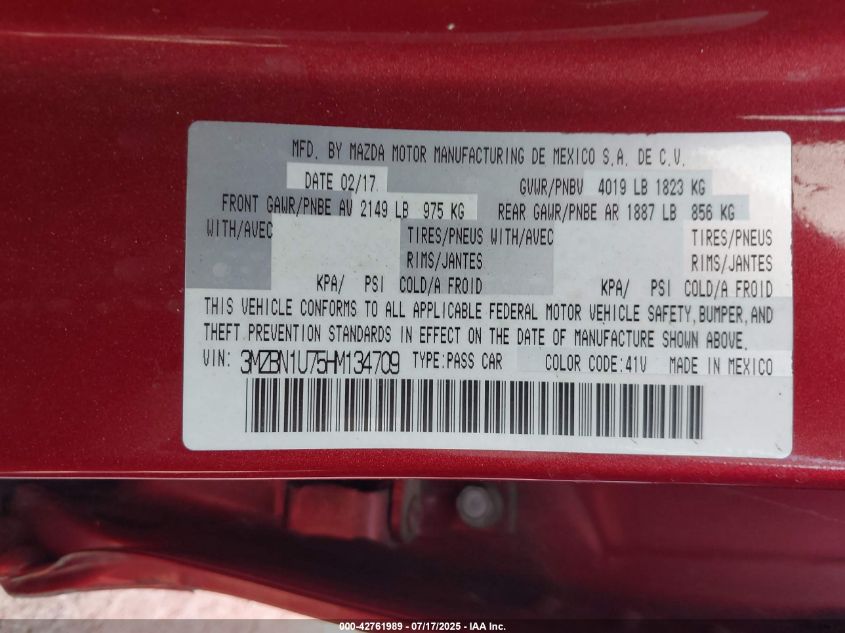 MFD. BY MAZDA MOTOR MANUFACTURING DE MEXICO S.A. DE C.V.
DATE 02/17 GVWR/PNBV 4019 LB 1823 KG
FRONT GAWR/PNBE AV 2149 LB 975 KG REAR GAWR/PNBE AR 1887 LB 856 KG
WITH/AVEC TIRES/PNEUS WITH/AVEC TIRES/PNEUS
RIMS/JANTES RIMS/JANTES
KPA/ PSI COLD/A FROID KPA/ PSI COLD/A FROID
THIS VEHICLE CONFORMS TO ALL APPLICABLE FEDERAL MOTOR VEHICLE SAFETY, BUMPER, AND
THEFT PREVENTION STANDARDS IN EFFECT ON THE DATE OF MANUFACTURE SHOWN ABOVE.
VIN: 3MZBN1U75HM134709 TYPE:PASS CAR COLOR CODE:41V MADE IN MEXICO
000-42761989 - 07/17/2025 - IAA Inc.